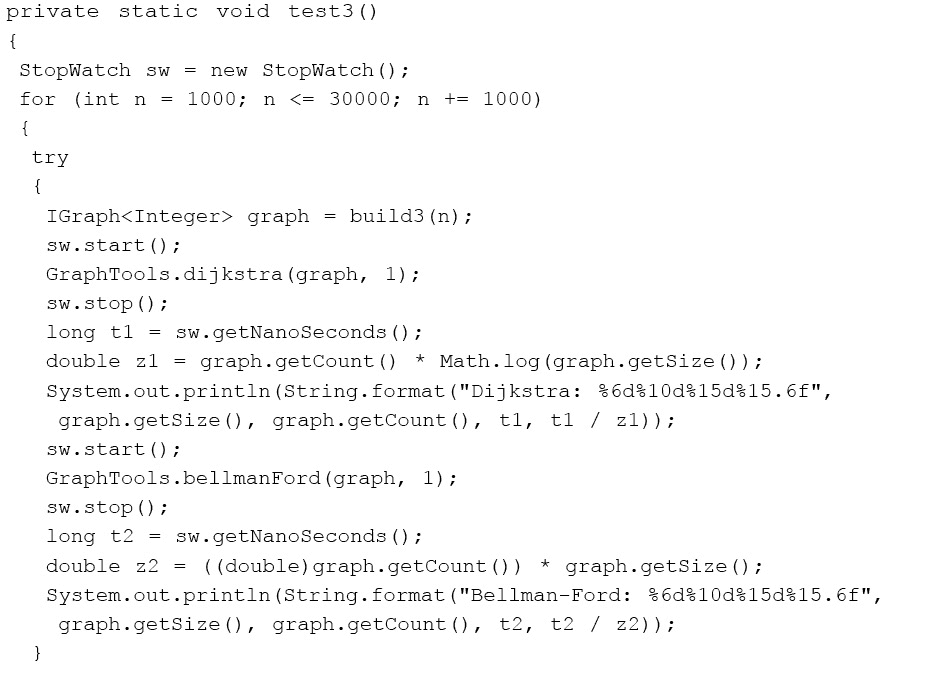 private static void test3()
{
StopWatch sw = new StopWatch();
for (int n = 1000; n <= 30000; n += 1000)
{
try
{
IGraph<Integer> graph = build3(n);
sw.start();
GraphTools.dijkstra(graph, 1);
sw.stop();
long t1 = sw.getNanoSeconds();
double z1 = graph.getCount() * Math.log(graph.getSize());
System.out.println(String.format("Dijkstra: %6d%10d%15d%15.6f",
graph.getSize(), graph.getCount(), t1, t1 / z1));
sw.start();
GraphTools.bellmanFord(graph, 1);
sw.stop();
long t2 = sw.getNanoSeconds();
double z2 = ((double)graph.getCount()) * graph.getSize();
System.out.println(String.format("Bellman-Ford: %6d%10d%15d%15.6f",
graph.getSize(), graph.getCount(), t2, t2 / z2));
}